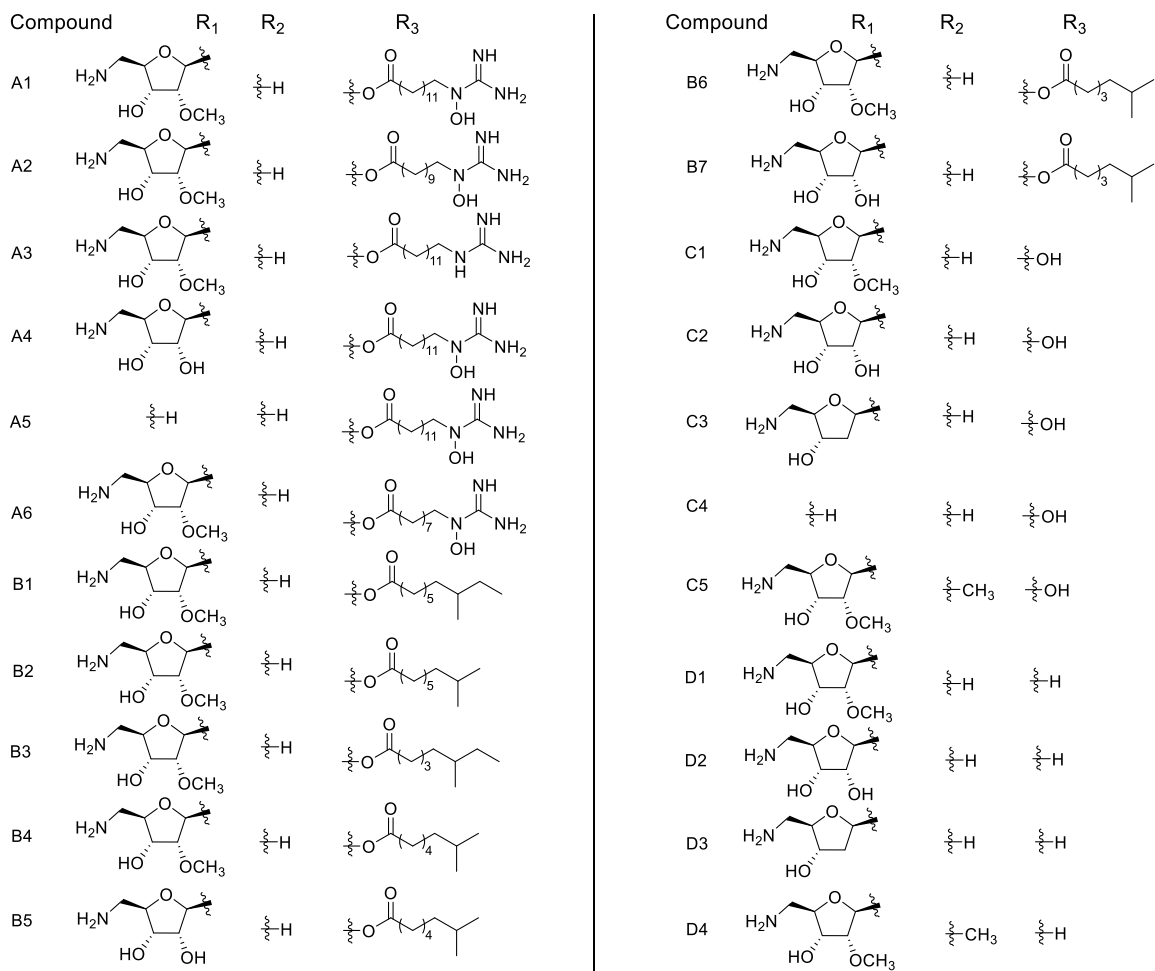 Compound R₁ R₂ R₃
A1 H₂N O HO OCH₃ H O O 11 N OH NH NH₂
A2 H₂N O HO OCH₃ H O O 9 N OH NH NH₂
A3 H₂N O HO OCH₃ H O O 11 N H NH NH₂
A4 H₂N O HO OH H O O 11 N OH NH NH₂
A5 H H O O 11 N OH NH NH₂
A6 H₂N O HO OCH₃ H O O 7 N OH NH NH₂
B1 H₂N O HO OCH₃ H O O 5
B2 H₂N O HO OCH₃ H O O 5
B3 H₂N O HO OCH₃ H O O 3
B4 H₂N O HO OCH₃ H O O 4
B5 H₂N O HO OH H O O 4
Compound R₁ R₂ R₃
B6 H₂N O HO OCH₃ H O O 3
B7 H₂N O HO OH H O O 3
C1 H₂N O HO OCH₃ H OH
C2 H₂N O HO OH H OH
C3 H₂N O HO H OH
C4 H H OH
C5 H₂N O HO OCH₃ CH₃ OH
D1 H₂N O HO OCH₃ H H
D2 H₂N O HO OH H H
D3 H₂N O HO H H
D4 H₂N O HO OCH₃ CH₃ H